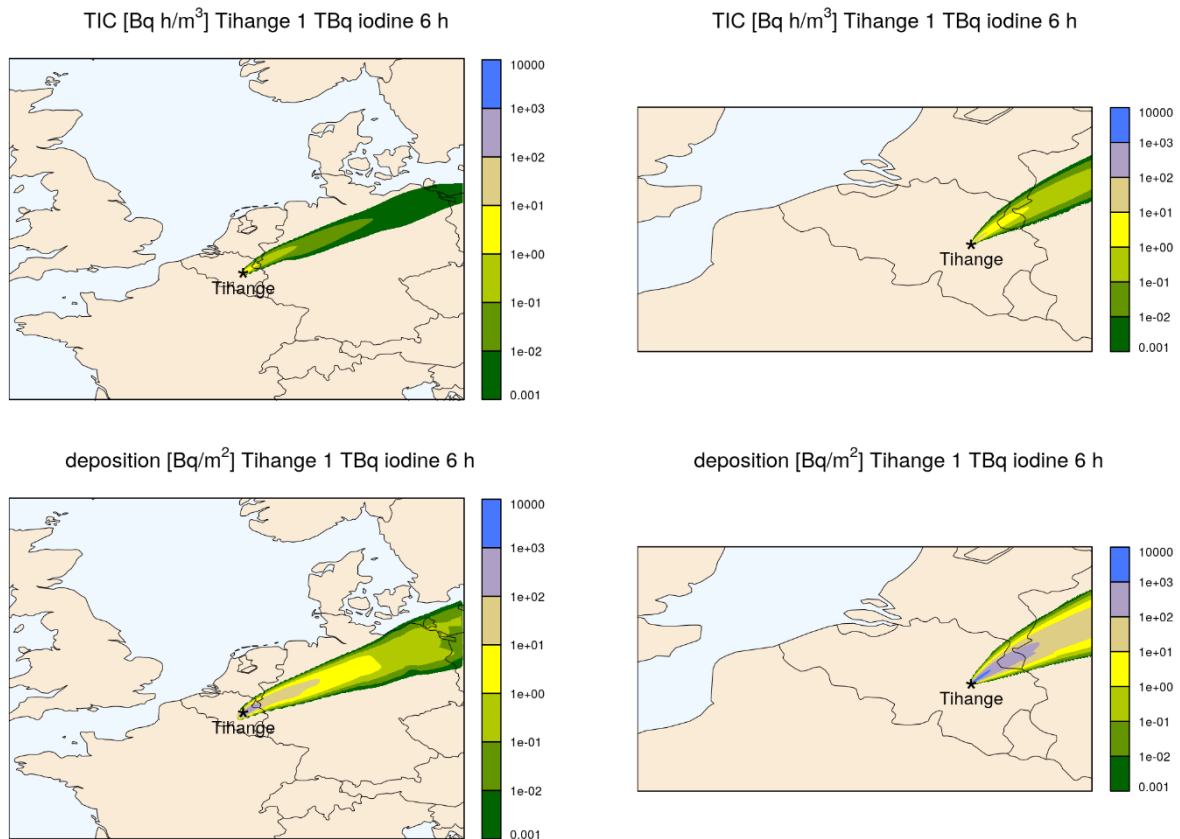 TIC [Bq h/m³] Tihange 1 TBq iodine 6 h
10000
1e+03
1e+02
1e+01
1e+00
1e-01
1e-02
0.001
Tihange
TIC [Bq h/m³] Tihange 1 TBq iodine 6 h
10000
1e+03
1e+02
1e+01
1e+00
1e-01
1e-02
0.001
Tihange
deposition [Bq/m²] Tihange 1 TBq iodine 6 h
10000
1e+03
1e+02
1e+01
1e+00
1e-01
1e-02
0.001
Tihange
deposition [Bq/m²] Tihange 1 TBq iodine 6 h
10000
1e+03
1e+02
1e+01
1e+00
1e-01
1e-02
0.001
Tihange